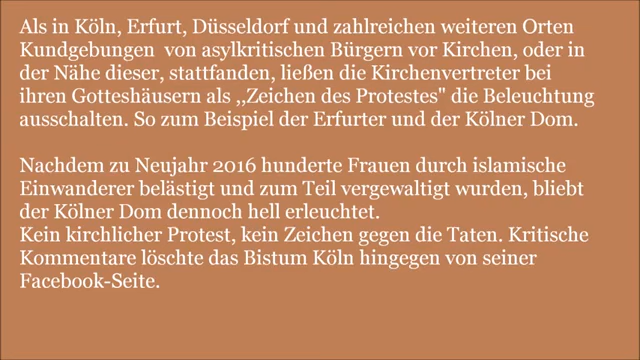 Als in Köln, Erfurt, Düsseldorf und zahlreichen weiteren Orten
Kundgebungen  von asylkritischen Bürgern vor Kirchen, oder in
der Nähe dieser, stattfanden, ließen die Kirchenvertreter bei
ihren Gotteshäusern als ,,Zeichen des Protestes" die Beleuchtung
ausschalten. So zum Beispiel der Erfurter und der Kölner Dom.

Nachdem zu Neujahr 2016 hunderte Frauen durch islamische
Einwanderer belästigt und zum Teil vergewaltigt wurden, bliebt
der Kölner Dom dennoch hell erleuchtet.
Kein kirchlicher Protest, kein Zeichen gegen die Taten. Kritische
Kommentare löschte das Bistum Köln hingegen von seiner
Facebook-Seite.